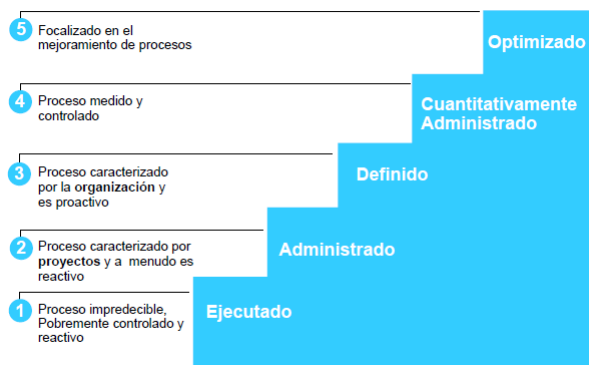 5
Focalizado en el
mejoramiento de procesos
Optimizado
4
Proceso medido y
controlado
Cuantitativamente
Administrado
3
Proceso caracterizado
por la organización y
es proactivo
Definido
2
Proceso caracterizado por
proyectos y a menudo es
reactivo
Administrado
1
Proceso impredecible,
Pobremente controlado y
reactivo
Ejecutado